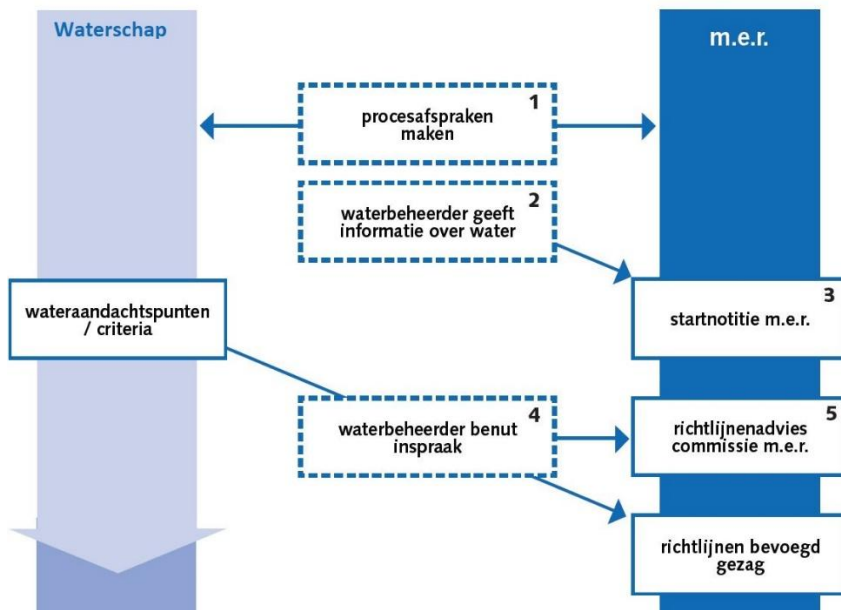 Waterschap
m.e.r.
1
procesafspraken
maken
2
waterbeheerder geeft
informatie over water
wateraandachtspunten
/ criteria
3
startnotitie m.e.r.
4
waterbeheerder benut
inspraak
5
richtlijnenadvies
commissie m.e.r.
richtlijnen bevoegd
gezag